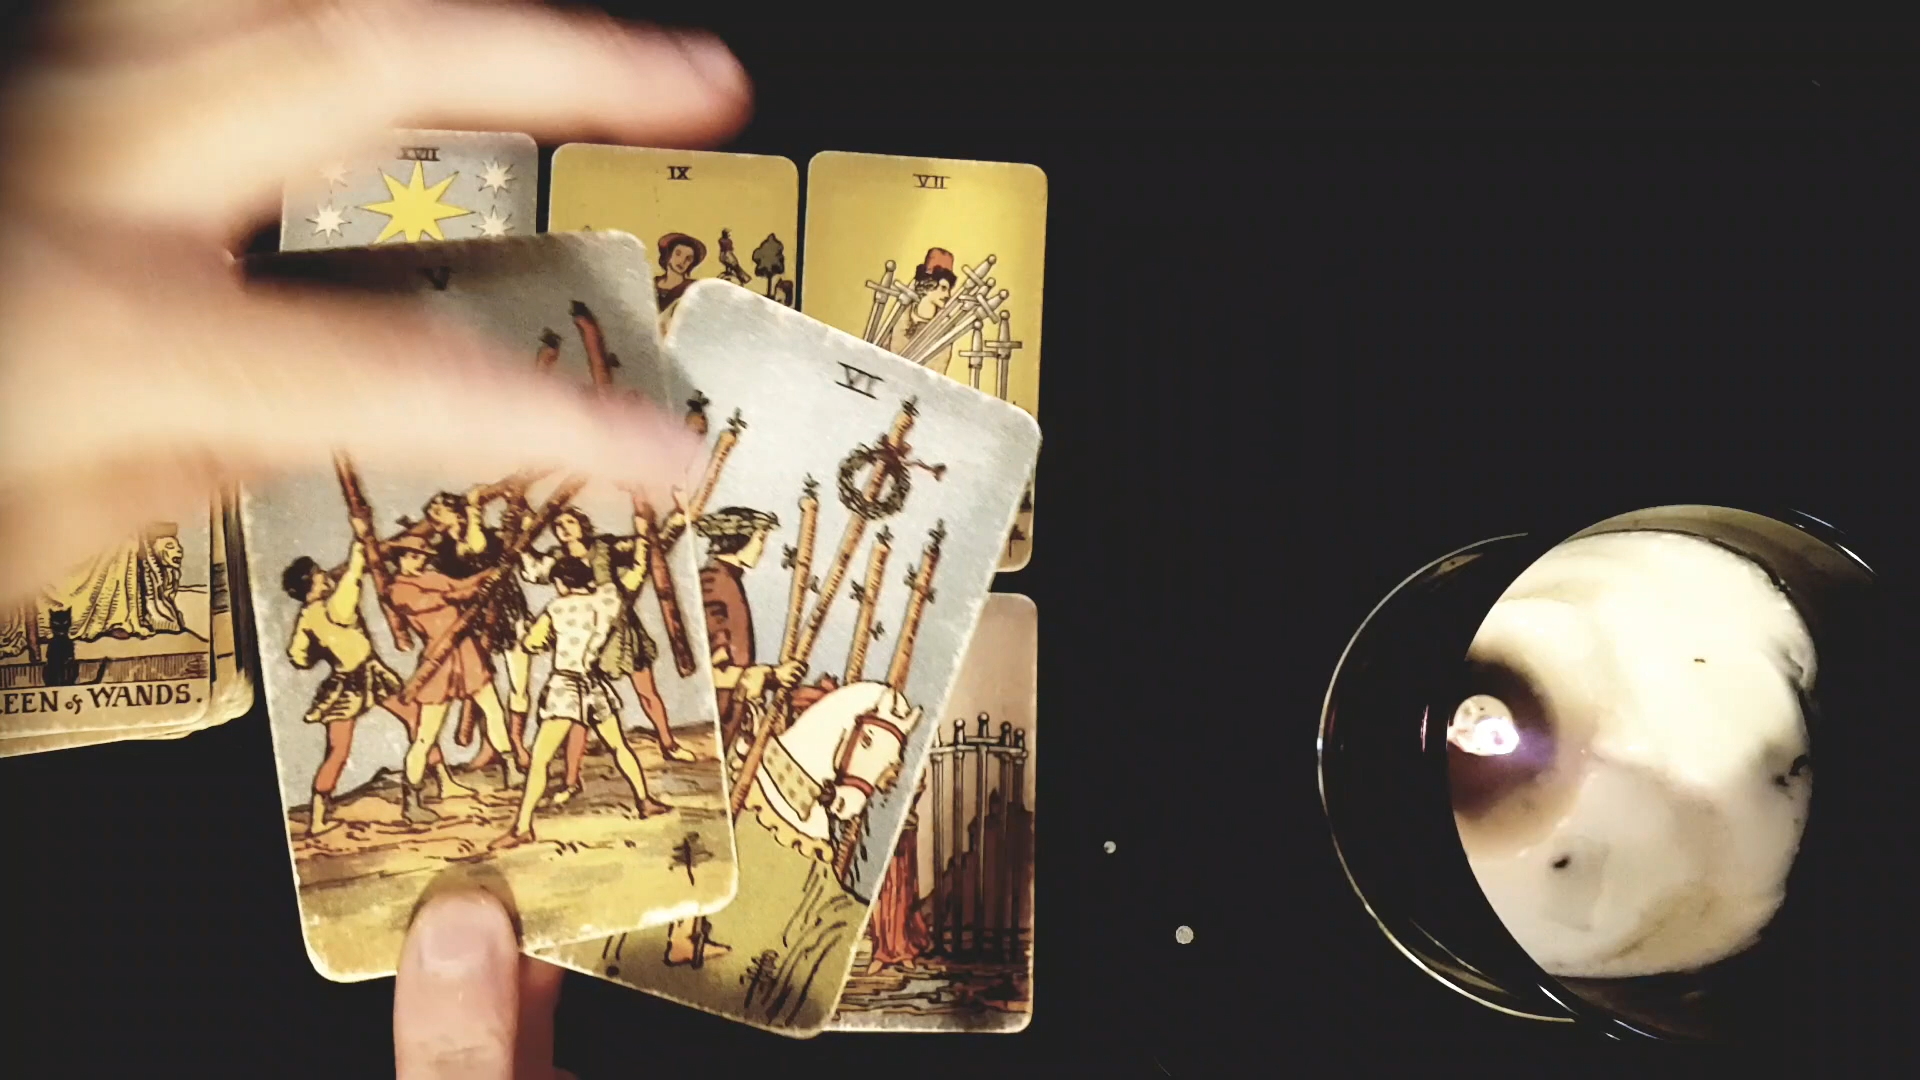 XVII
IX
VII
V
VI
EEN of WANDS.